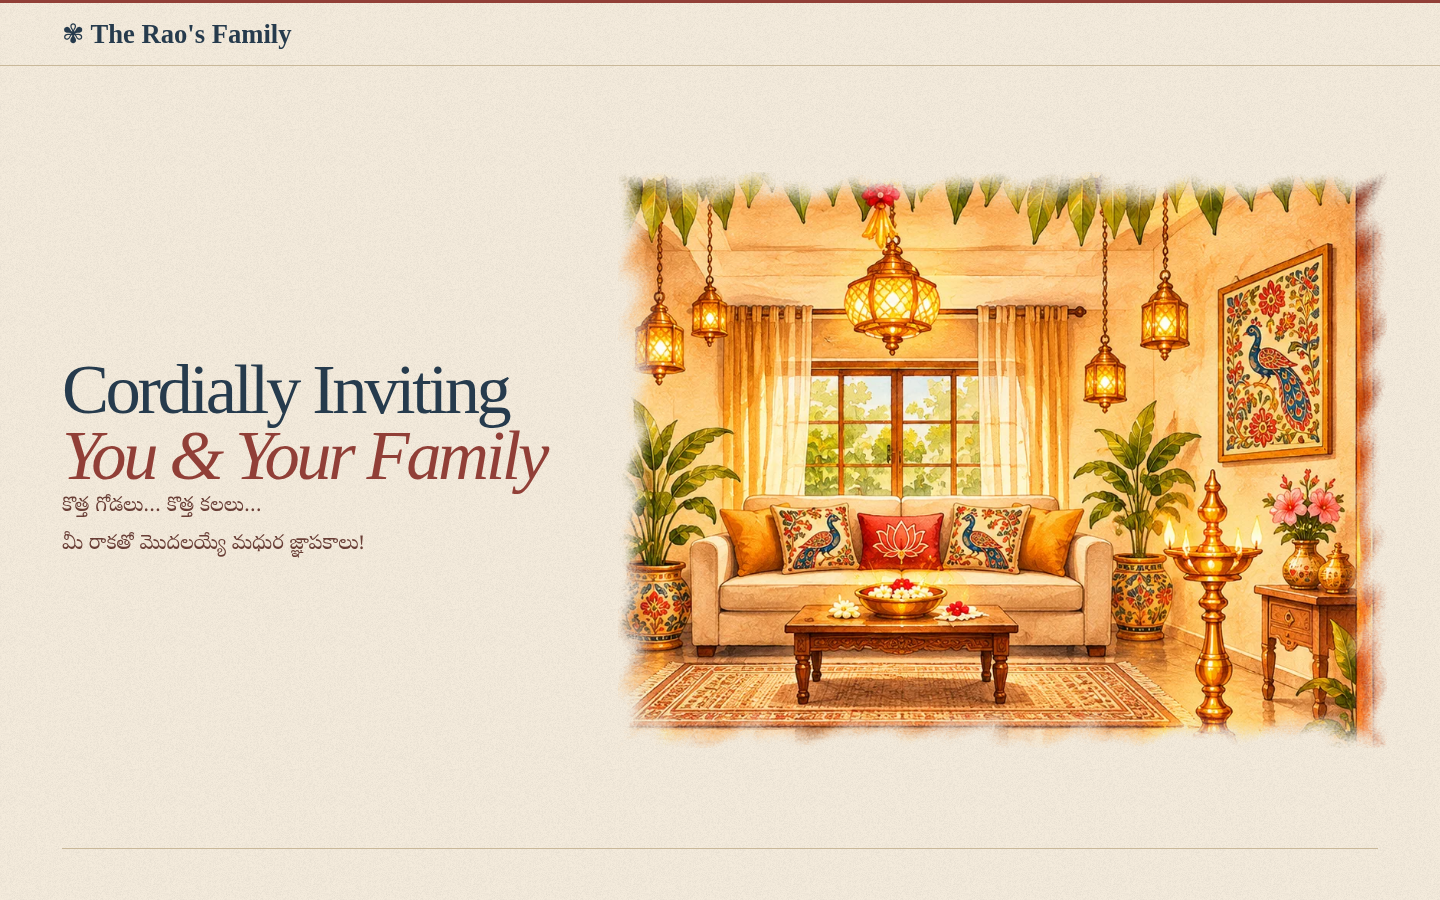 ✾ The Rao's Family
Cordially Inviting
You & Your Family
కొత్త గోడలు... కొత్త కలలు...
మీ రాకతో మొదలయ్యే మధుర జ్ఞాపకాలు!